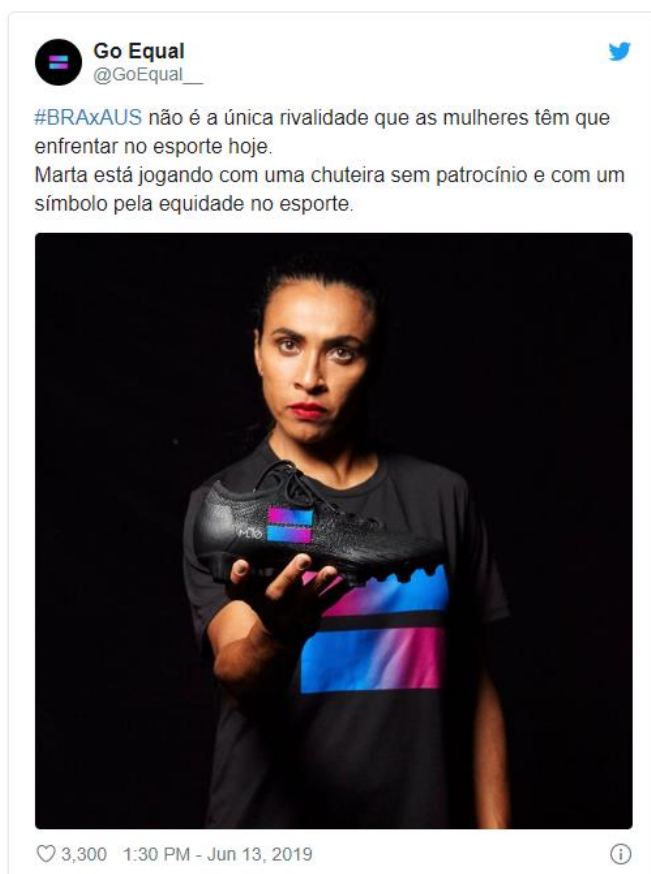 Go Equal
@GoEqual__
#BRAxAUS não é a única rivalidade que as mulheres têm que
enfrentar no esporte hoje.
Marta está jogando com uma chuteira sem patrocínio e com um
símbolo pela equidade no esporte.
M10
3,300 1:30 PM - Jun 13, 2019